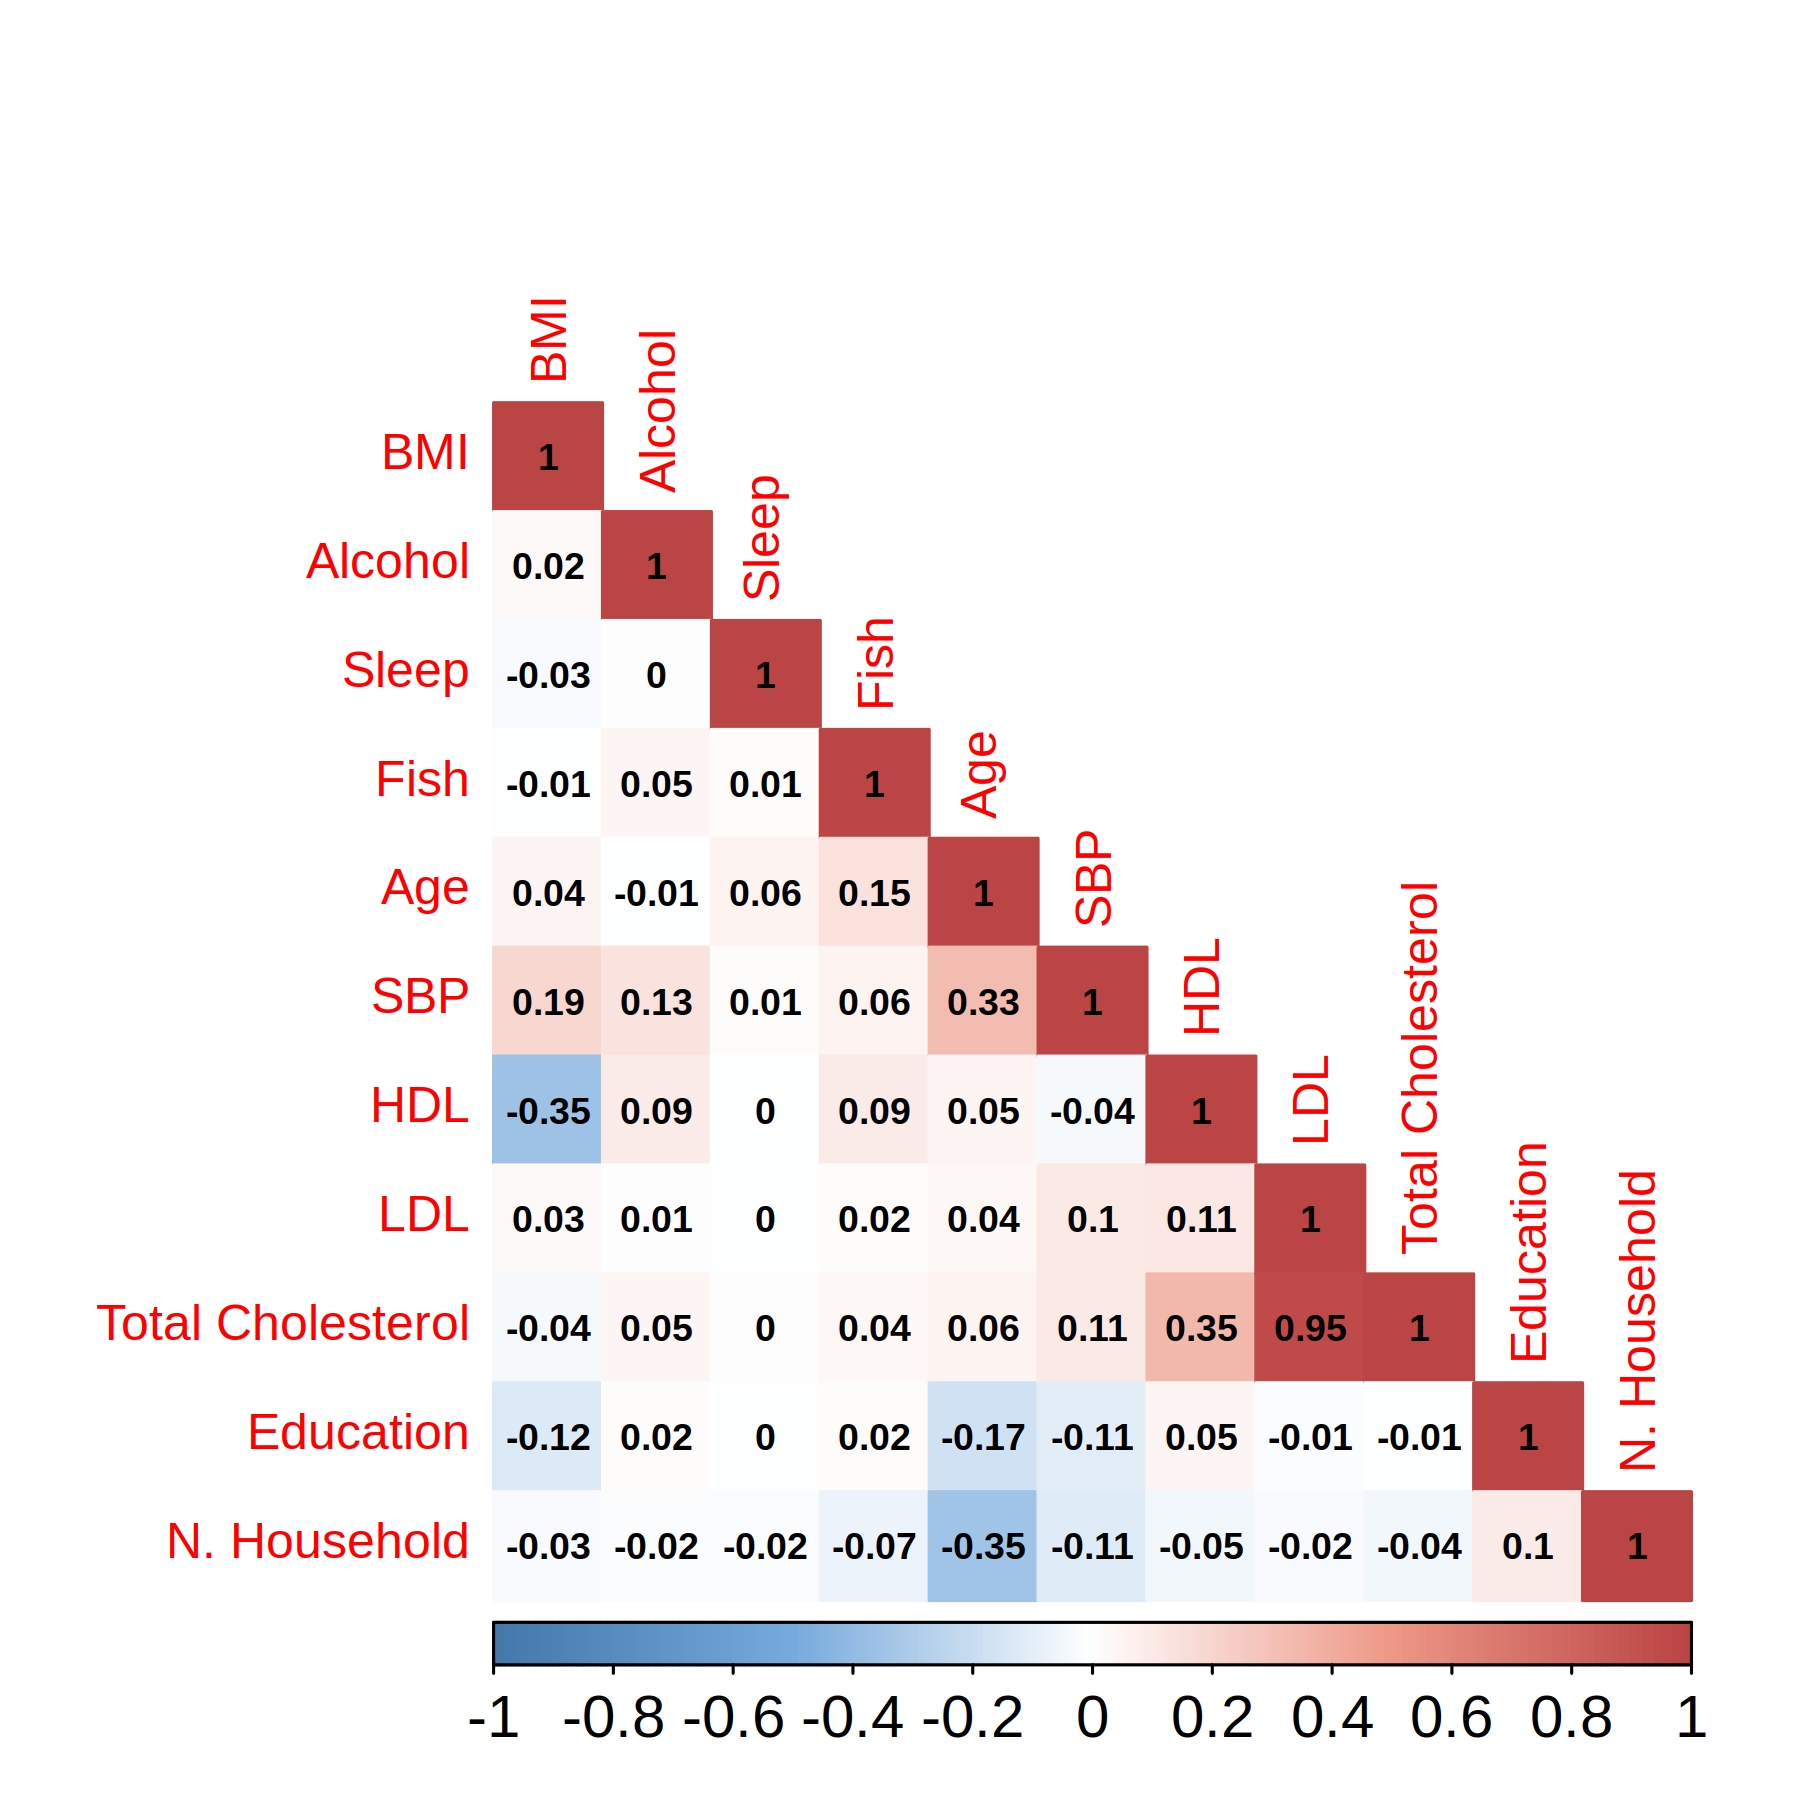 BMI
Alcohol
Sleep
Fish
Age
SBP
HDL
LDL
Total Cholesterol
Education
N. Household
BMI 1
Alcohol 0.02 1
Sleep -0.03 0 1
Fish -0.01 0.05 0.01 1
Age 0.04 -0.01 0.06 0.15 1
SBP 0.19 0.13 0.01 0.06 0.33 1
HDL -0.35 0.09 0 0.09 0.05 -0.04 1
LDL 0.03 0.01 0 0.02 0.04 0.1 0.11 1
Total Cholesterol -0.04 0.05 0 0.04 0.06 0.11 0.35 0.95 1
Education -0.12 0.02 0 0.02 -0.17 -0.11 0.05 -0.01 -0.01 1
N. Household -0.03 -0.02 -0.02 -0.07 -0.35 -0.11 -0.05 -0.02 -0.04 0.1 1
-1 -0.8 -0.6 -0.4 -0.2 0 0.2 0.4 0.6 0.8 1